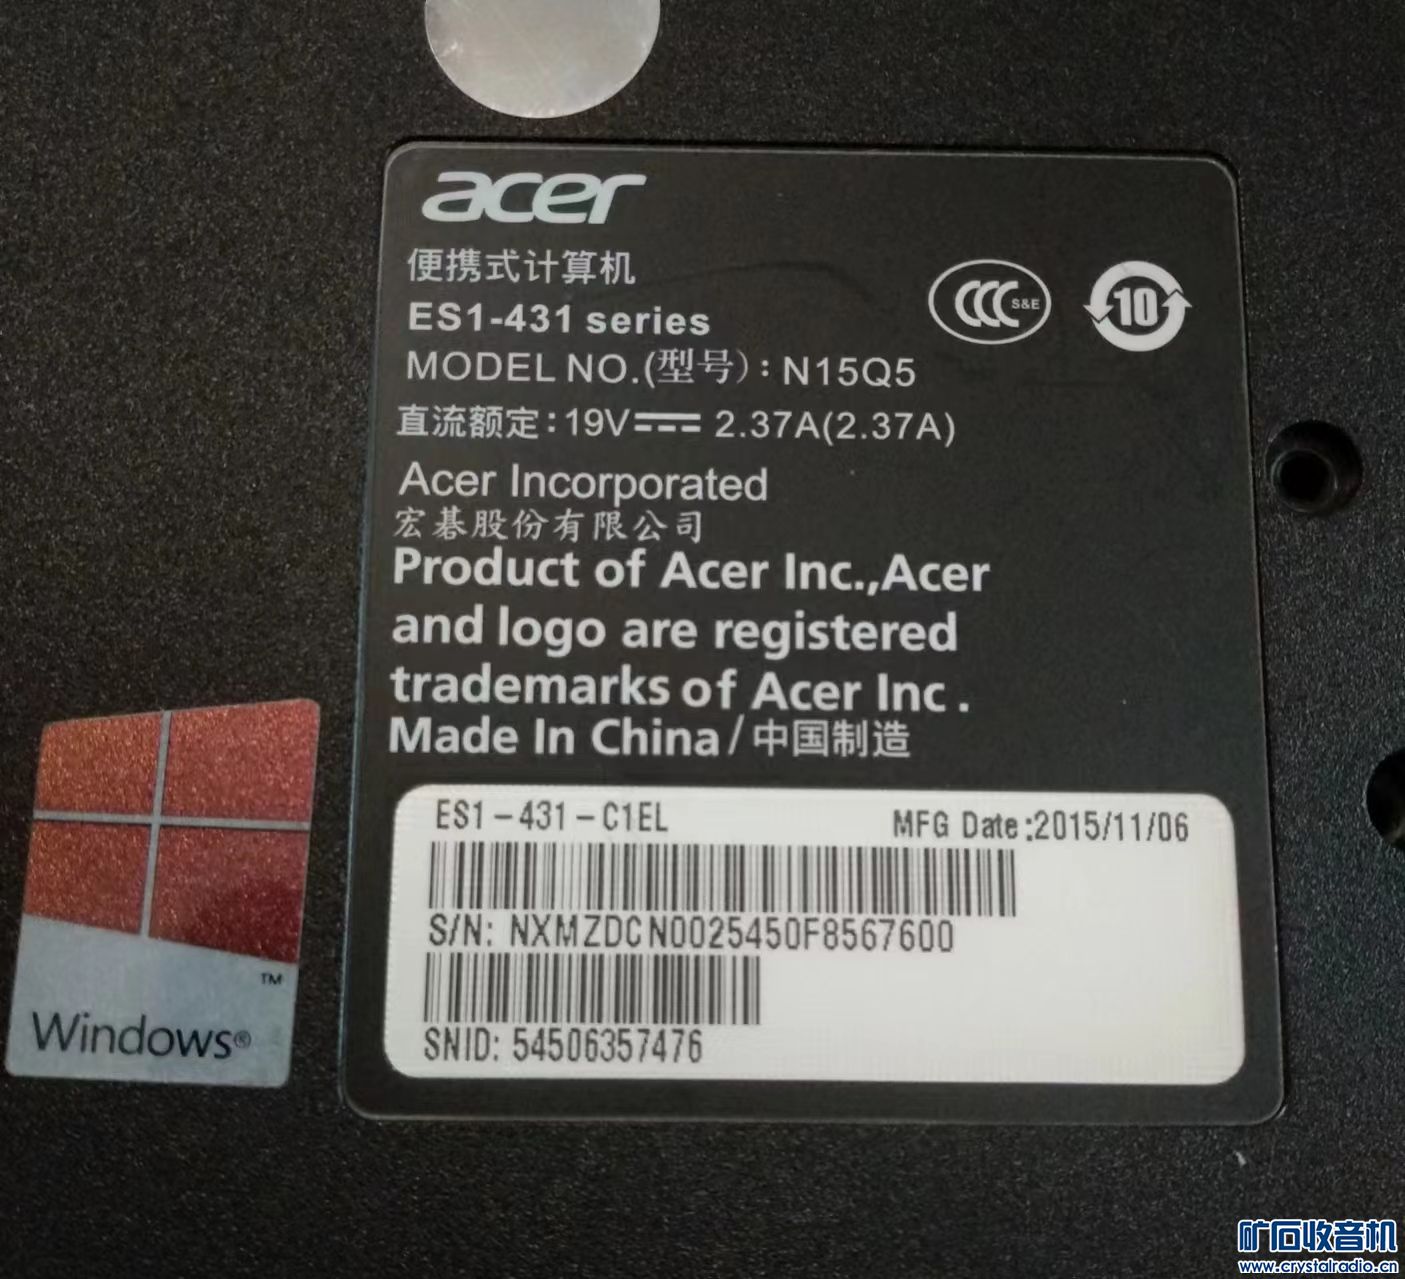 acer
便携式计算机
ES1-431 series
CCC S&E
10
MODEL NO.(型号):N15Q5
直流额定:19V⎓2.37A(2.37A)
Acer Incorporated
宏碁股份有限公司
Product of Acer Inc.,Acer
and logo are registered
trademarks of Acer Inc.
Made In China/中国制造
ES1-431-C1EL
MFG Date:2015/11/06
S/N: NXMZDCN0025450F8567600
SNID: 54506357476
TM
Windows®
矿石收音机
www.crystalradio.cn